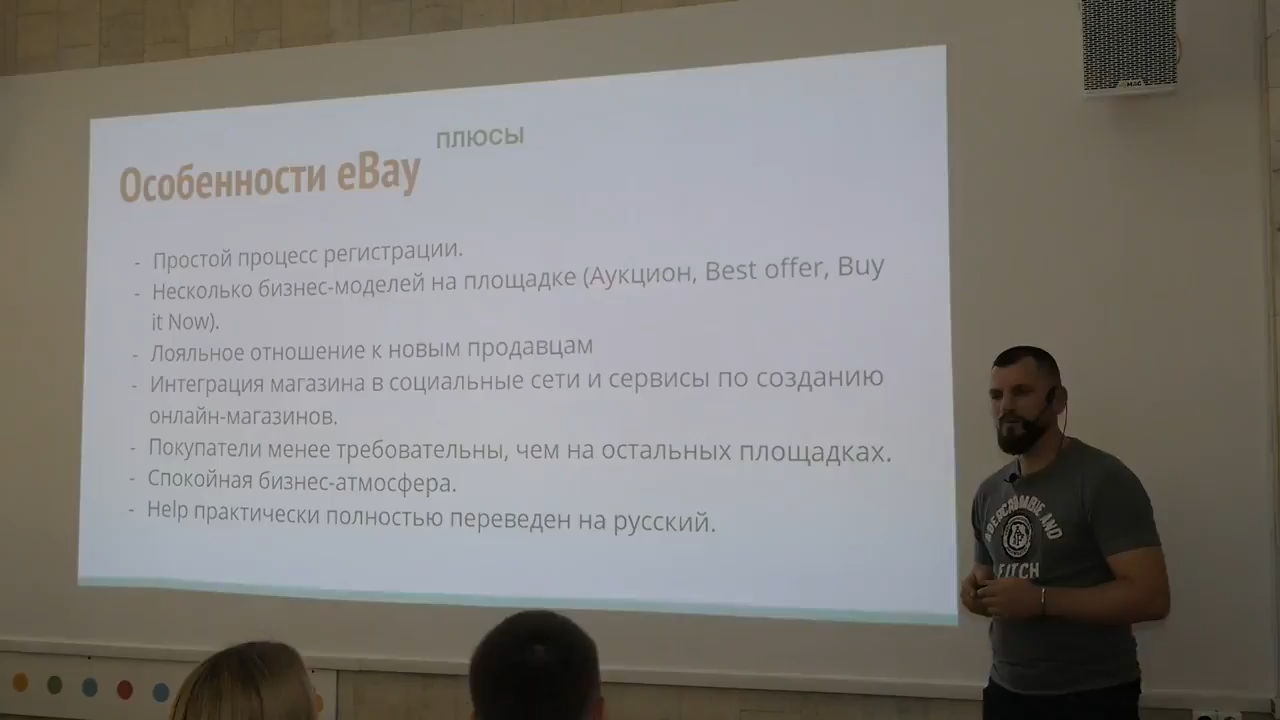 плюсы
Особенности eBay
- Простой процесс регистрации.
- Несколько бизнес-моделей на площадке (Аукцион, Best offer, Buy
it Now).
- Лояльное отношение к новым продавцам
- Интеграция магазина в социальные сети и сервисы по созданию
онлайн-магазинов.
- Покупатели менее требовательны, чем на остальных площадках.
- Спокойная бизнес-атмосфера.
- Help практически полностью переведен на русский.
ABERCROMBIE AND
FITCH